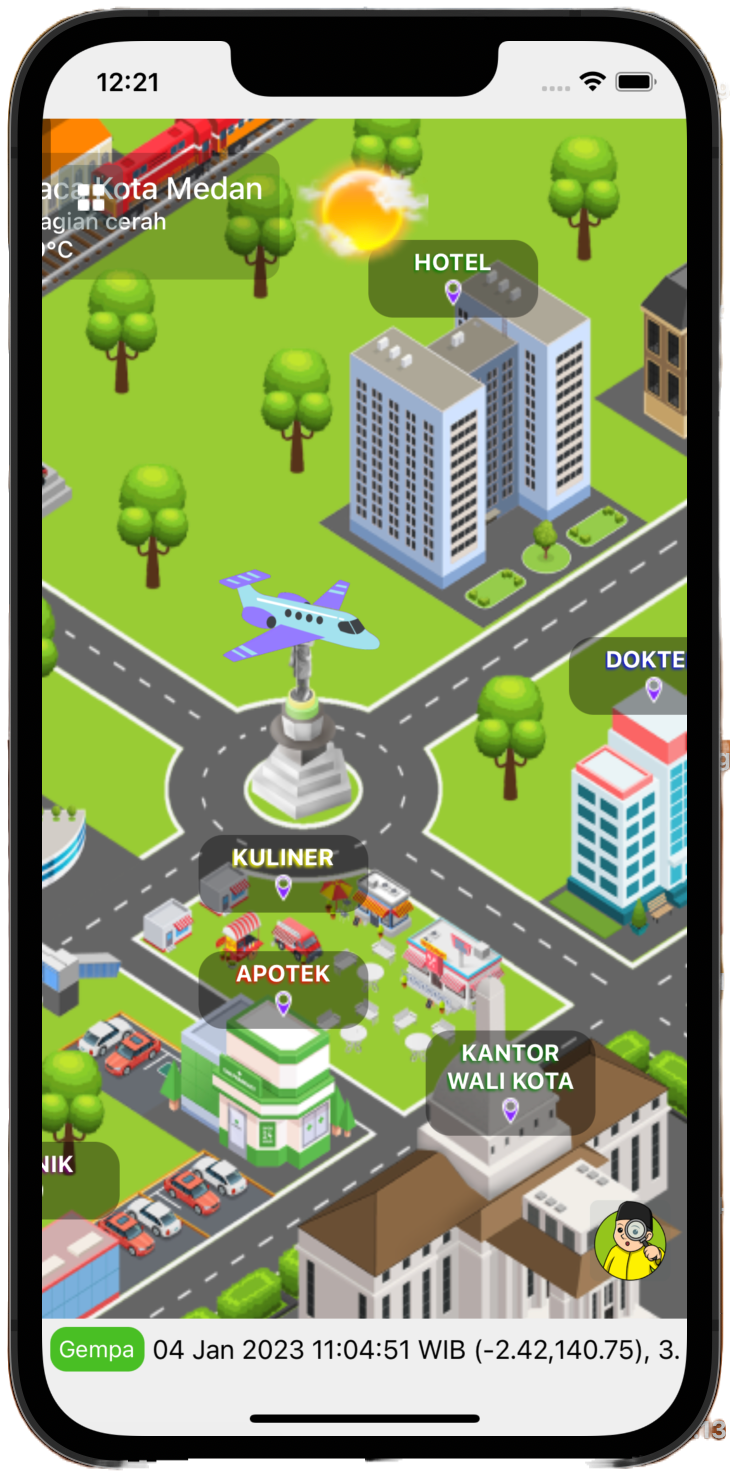 12:21
aca Kota Medan
agian cerah
°C
HOTEL
DOKTE
KULINER
APOTEK
KANTOR
WALI KOTA
NIK
Gempa 04 Jan 2023 11:04:51 WIB (-2.42,140.75), 3.